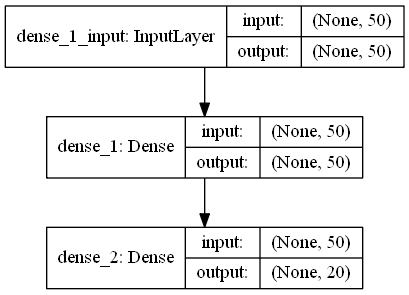 dense_1_input: InputLayer
input: (None, 50)
output: (None, 50)
dense_1: Dense
input: (None, 50)
output: (None, 50)
dense_2: Dense
input: (None, 50)
output: (None, 20)